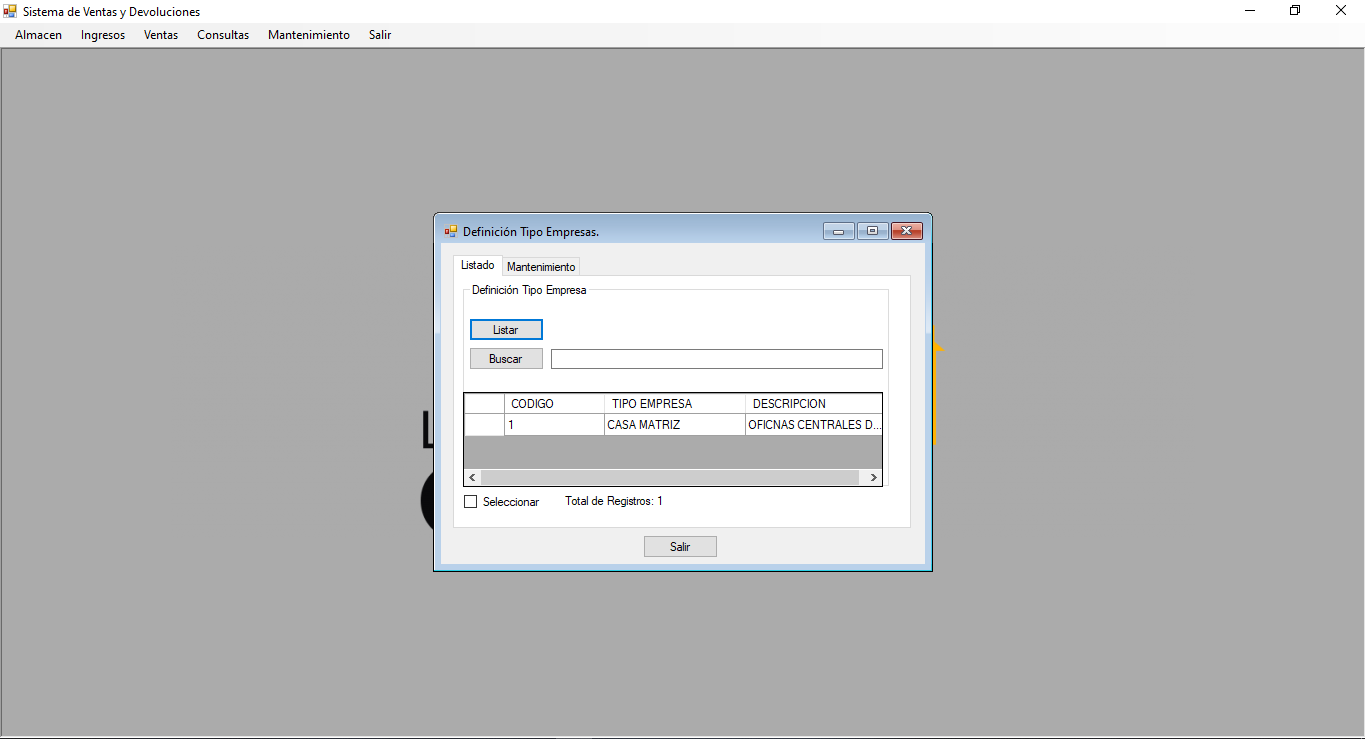 Sistema de Ventas y Devoluciones
Almacen Ingresos Ventas Consultas Mantenimiento Salir
Definición Tipo Empresas.
Listado Mantenimiento
Definición Tipo Empresa
Listar
Buscar
CODIGO TIPO EMPRESA DESCRIPCION
1 CASA MATRIZ OFICNAS CENTRALES D...
Seleccionar Total de Registros: 1
Salir